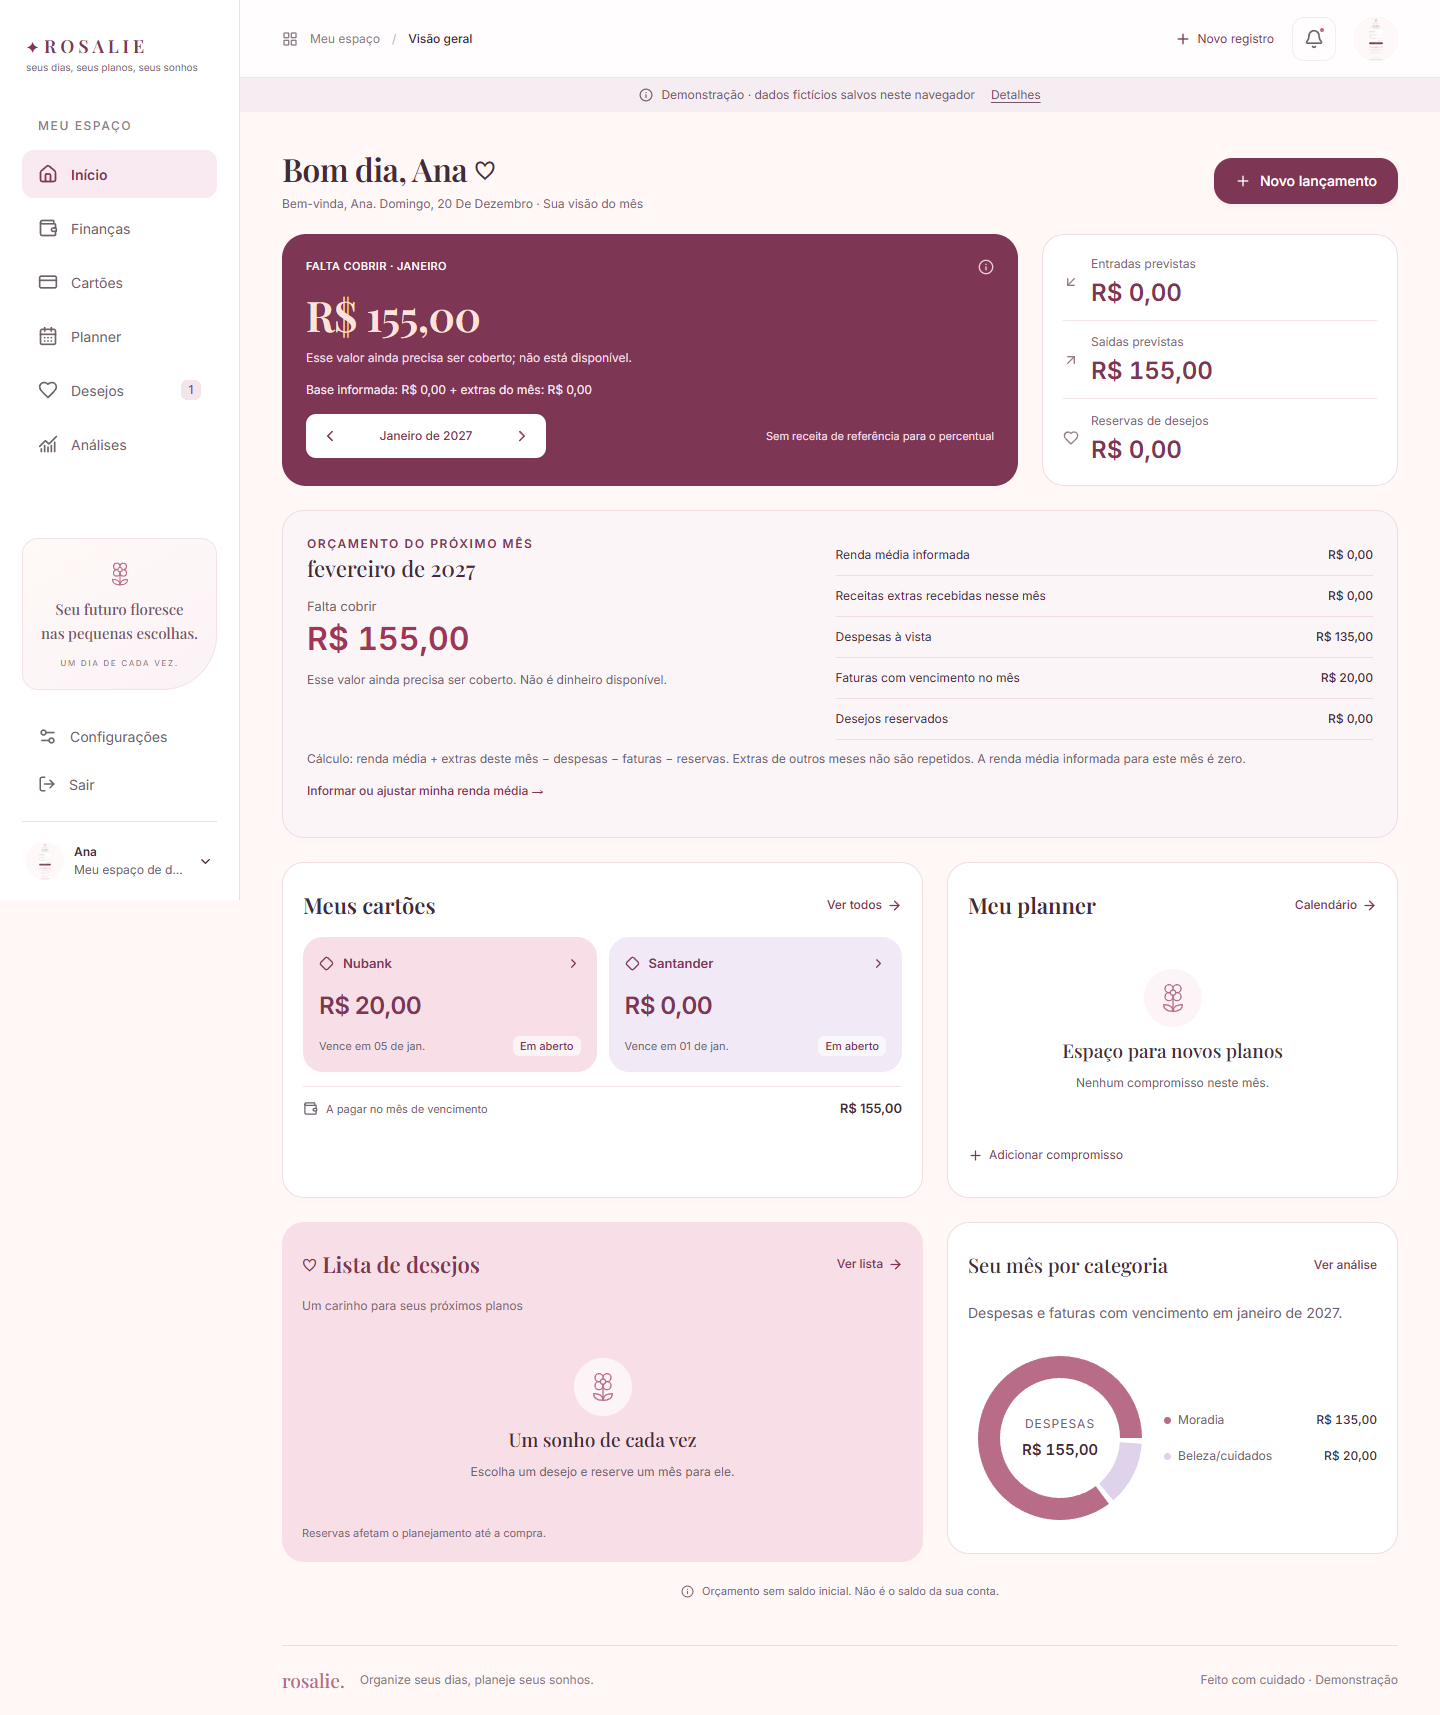 ✦ROSALIE
seus dias, seus planos, seus sonhos
MEU ESPAÇO
Início
Finanças
Cartões
Planner
Desejos 1
Análises
Seu futuro floresce
nas pequenas escolhas.
UM DIA DE CADA VEZ.
Configurações
Sair
Ana
Meu espaço de d...
Meu espaço / Visão geral
Novo registro
Demonstração · dados fictícios salvos neste navegador Detalhes
Bom dia, Ana ♡
Bem-vinda, Ana. Domingo, 20 De Dezembro · Sua visão do mês
+ Novo lançamento
FALTA COBRIR · JANEIRO
R$ 155,00
Esse valor ainda precisa ser coberto; não está disponível.
Base informada: R$ 0,00 + extras do mês: R$ 0,00
Janeiro de 2027
Sem receita de referência para o percentual
Entradas previstas
R$ 0,00
Saídas previstas
R$ 155,00
Reservas de desejos
R$ 0,00
ORÇAMENTO DO PRÓXIMO MÊS
fevereiro de 2027
Falta cobrir
R$ 155,00
Esse valor ainda precisa ser coberto. Não é dinheiro disponível.
Renda média informada R$ 0,00
Receitas extras recebidas nesse mês R$ 0,00
Despesas à vista R$ 135,00
Faturas com vencimento no mês R$ 20,00
Desejos reservados R$ 0,00
Cálculo: renda média + extras deste mês − despesas − faturas − reservas. Extras de outros meses não são repetidos. A renda média informada para este mês é zero.
Informar ou ajustar minha renda média →
Meus cartões
Ver todos →
Nubank
R$ 20,00
Vence em 05 de jan. Em aberto
Santander
R$ 0,00
Vence em 01 de jan. Em aberto
A pagar no mês de vencimento R$ 155,00
Meu planner
Calendário →
Espaço para novos planos
Nenhum compromisso neste mês.
+ Adicionar compromisso
♡ Lista de desejos
Ver lista →
Um carinho para seus próximos planos
Um sonho de cada vez
Escolha um desejo e reserve um mês para ele.
Reservas afetam o planejamento até a compra.
Seu mês por categoria
Ver análise
Despesas e faturas com vencimento em janeiro de 2027.
DESPESAS
R$ 155,00
Moradia R$ 135,00
Beleza/cuidados R$ 20,00
Orçamento sem saldo inicial. Não é o saldo da sua conta.
rosalie. Organize seus dias, planeje seus sonhos.
Feito com cuidado · Demonstração